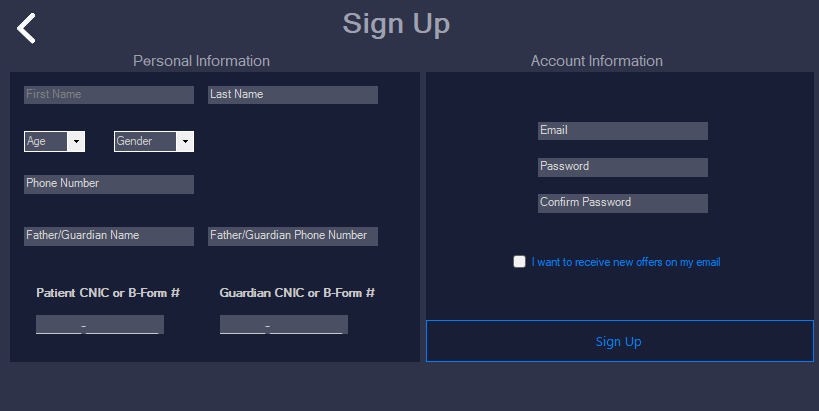 Sign Up
Personal Information
First Name
Last Name
Age
Gender
Phone Number
Father/Guardian Name
Father/Guardian Phone Number
Patient CNIC or B-Form #
Guardian CNIC or B-Form #
_____-________
_____-________
Account Information
Email
Password
Confirm Password
I want to receive new offers on my email
Sign Up